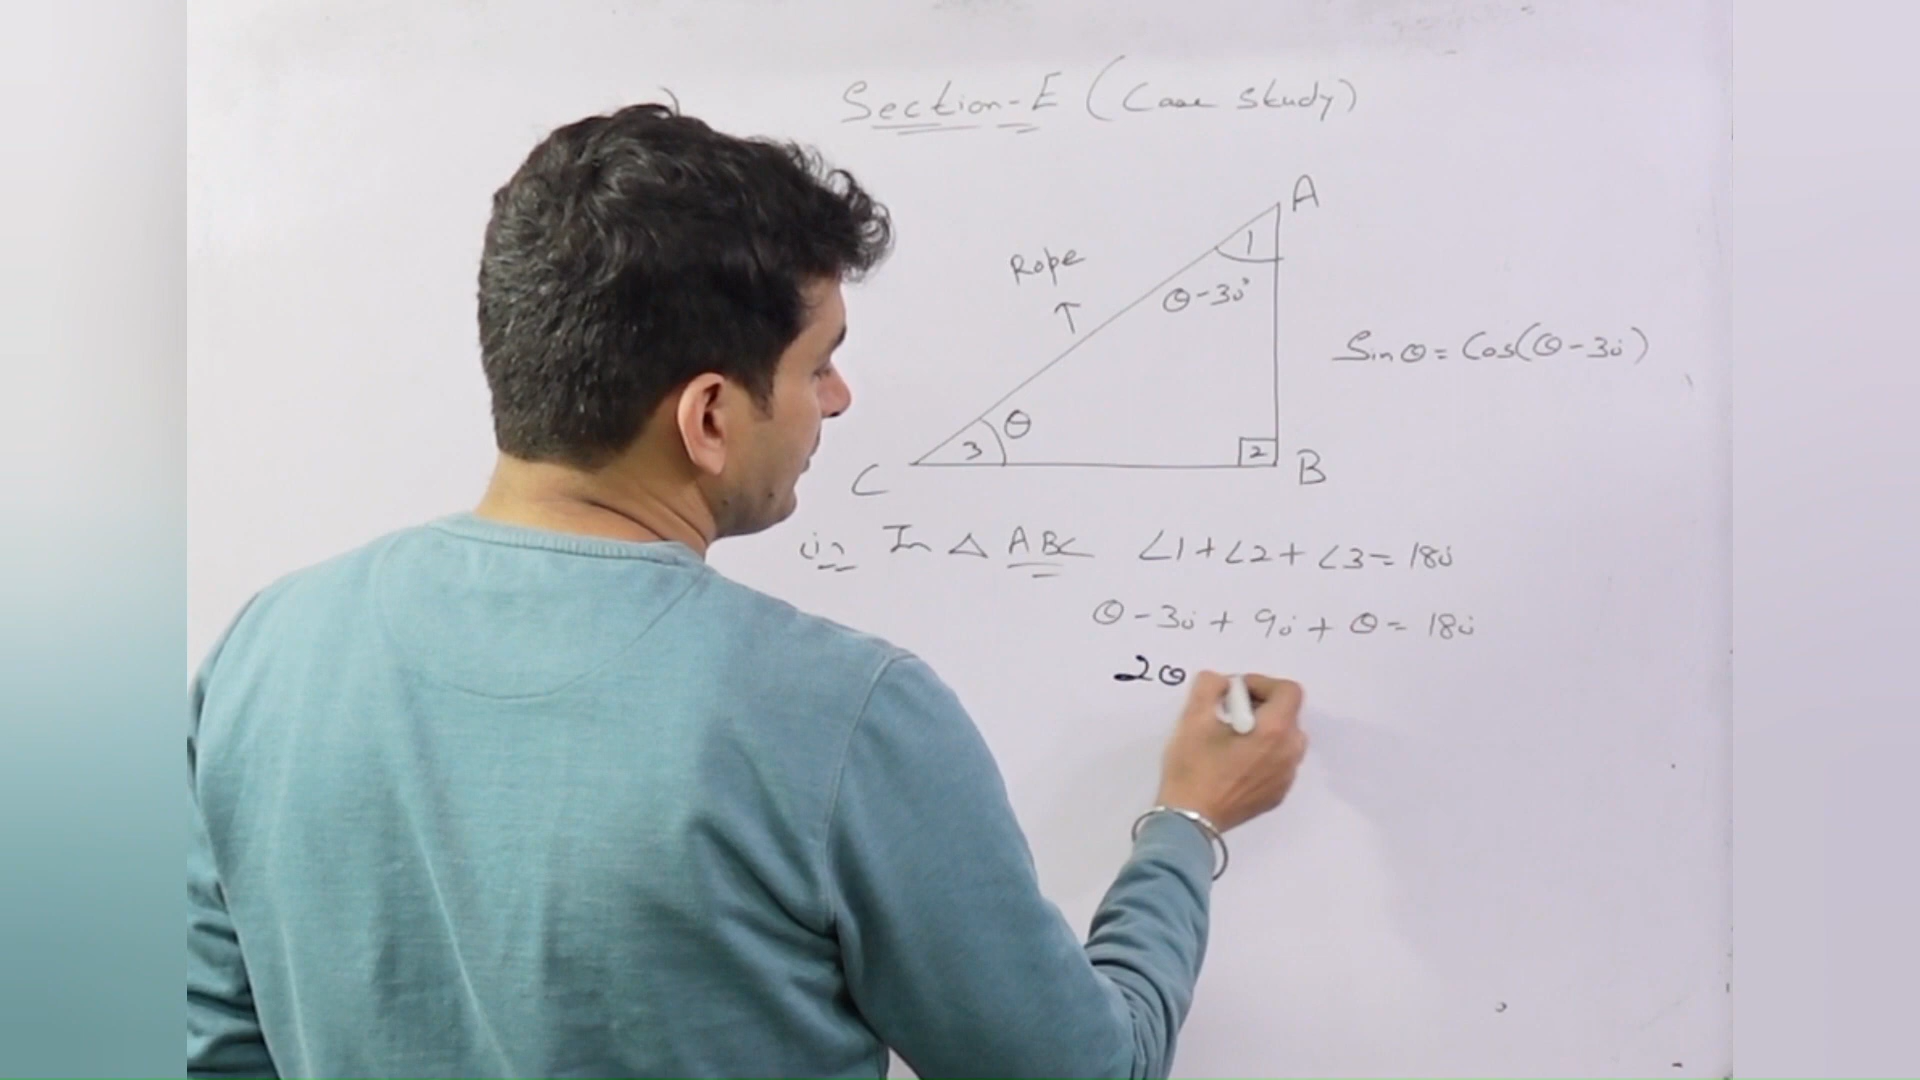 Section-E (Case Study)
A
1
Rope
θ-30°
↑
Sinθ = Cos(θ-30°)
θ
3
2
C
B
(i) In △ ABC ∠1+∠2+∠3=180°
θ-30°+90°+θ=180°
2θ